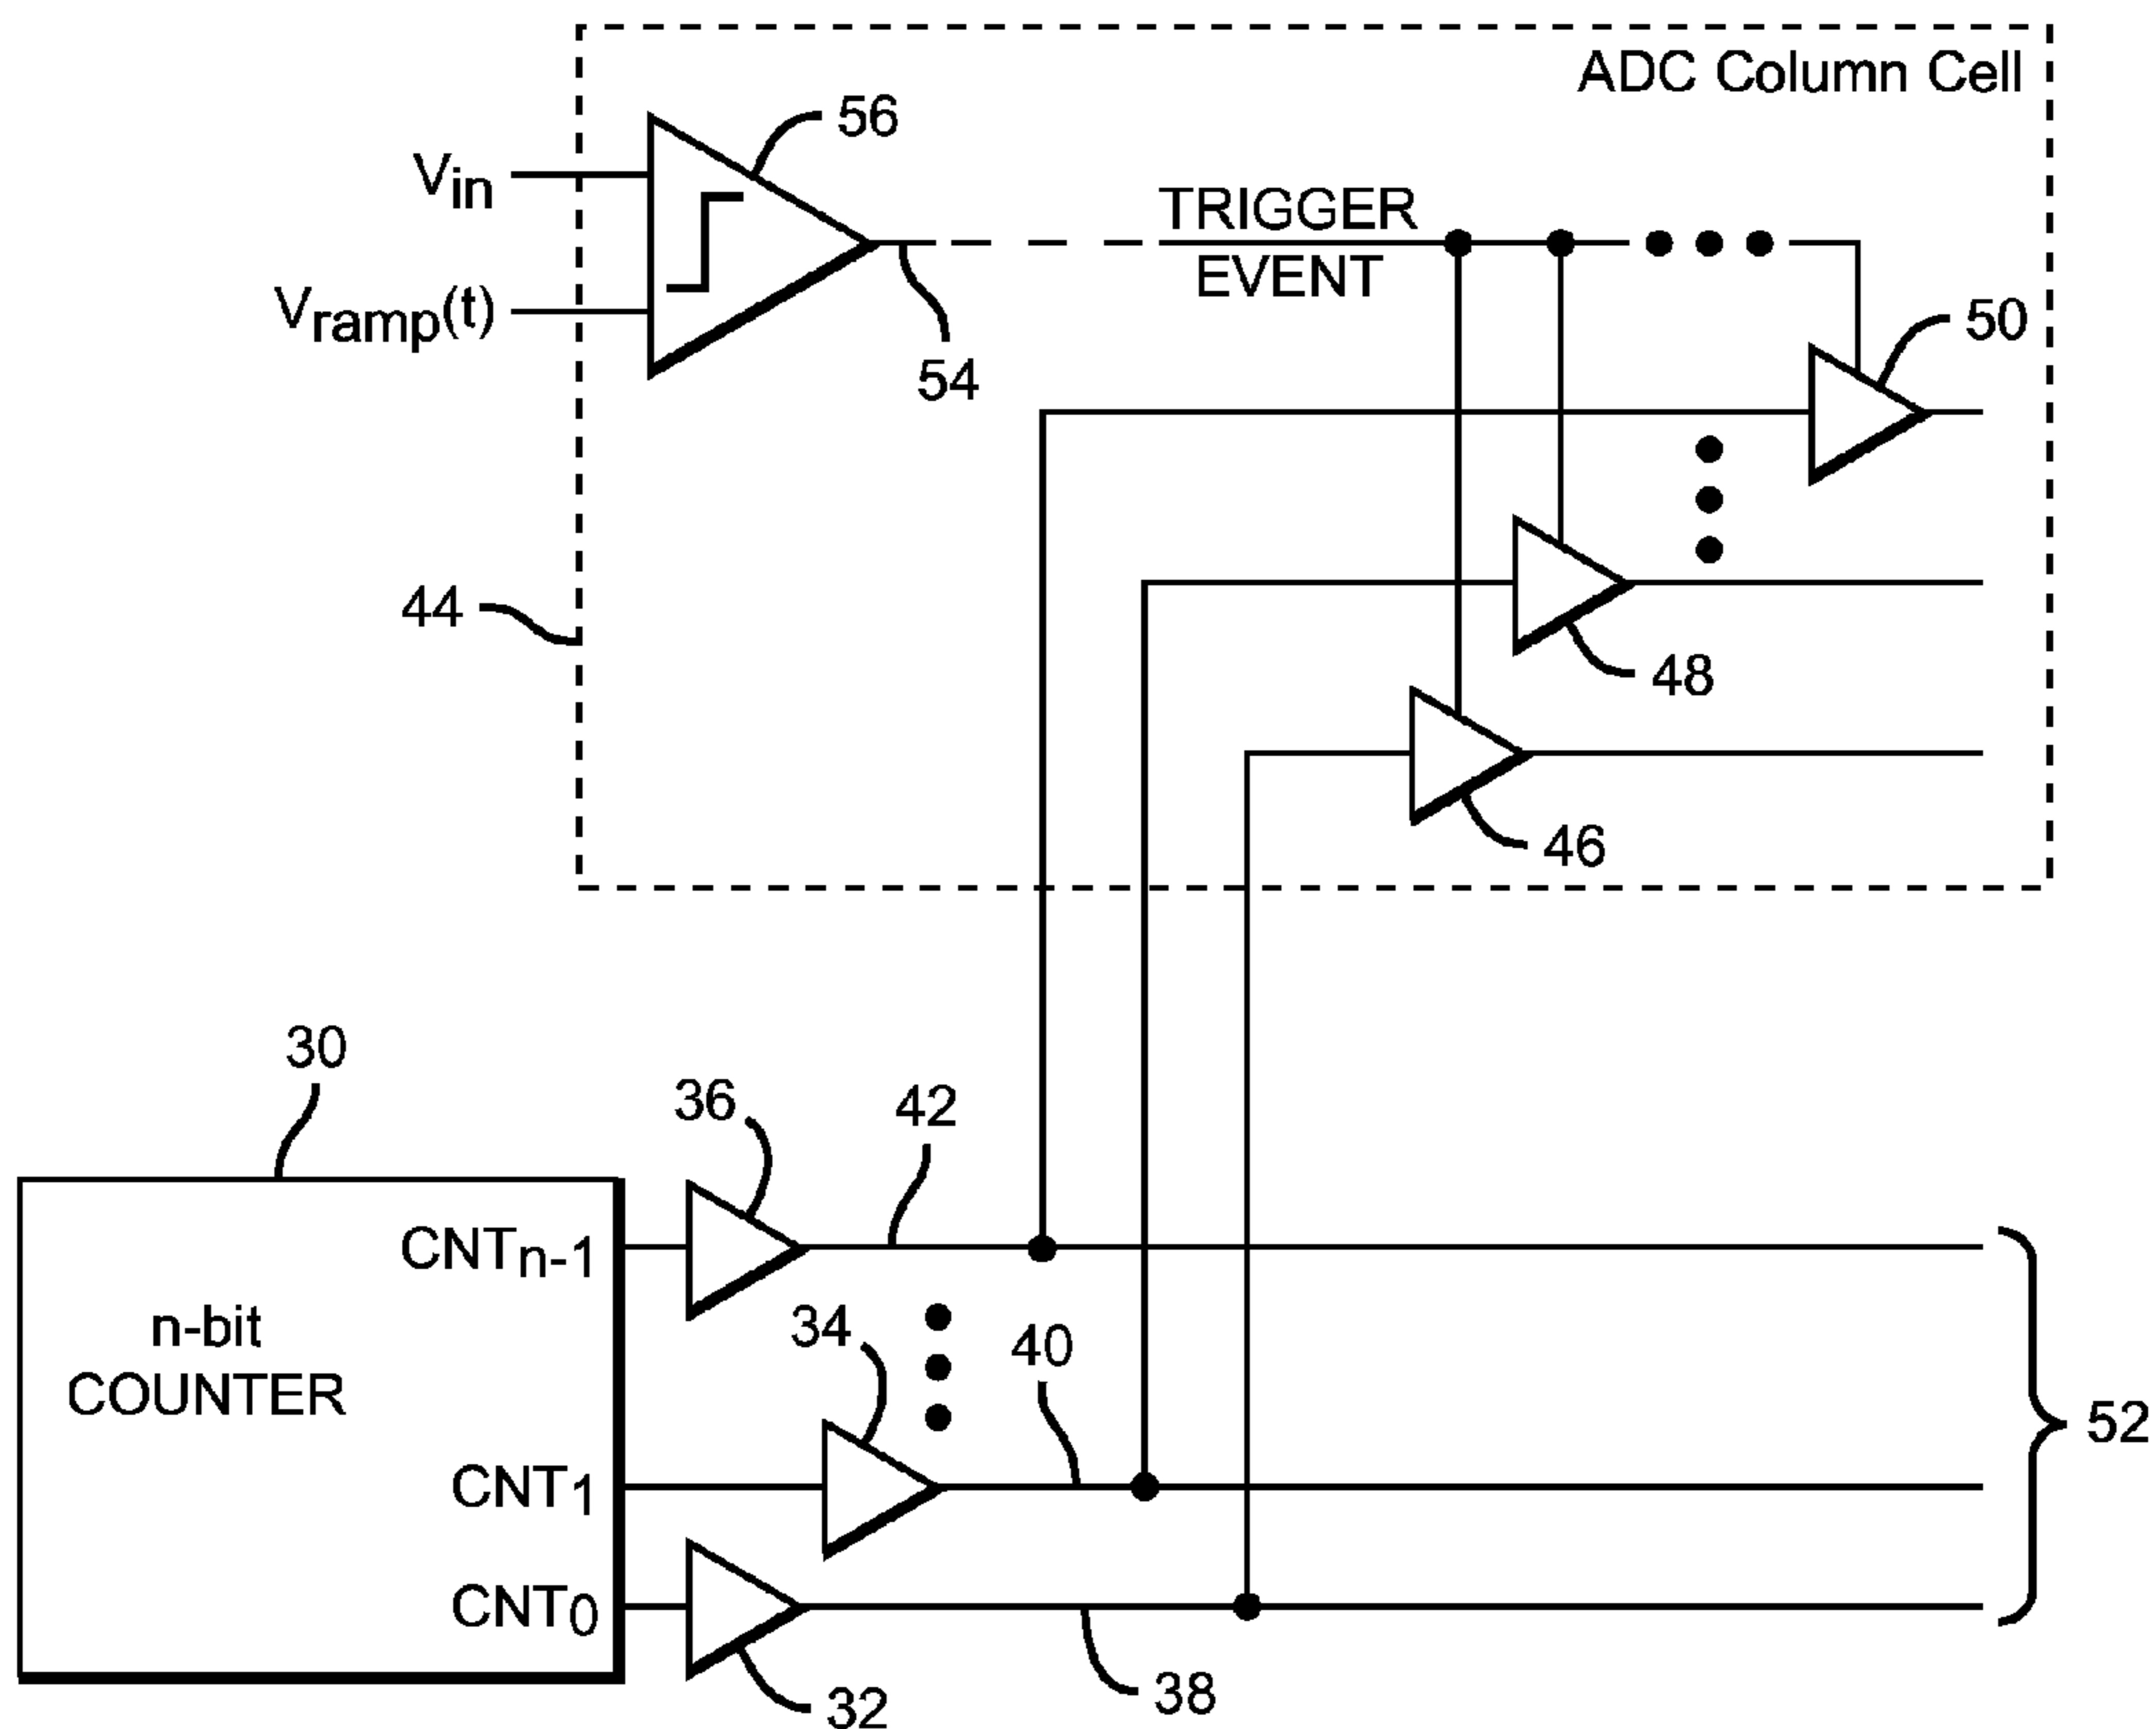 ADC Column Cell
56
Vin
TRIGGER
EVENT
Vramp(t)
54
50
44
48
46
30
36
42
CNTn-1
n-bit
COUNTER
34
40
52
CNT1
CNT0
38
32